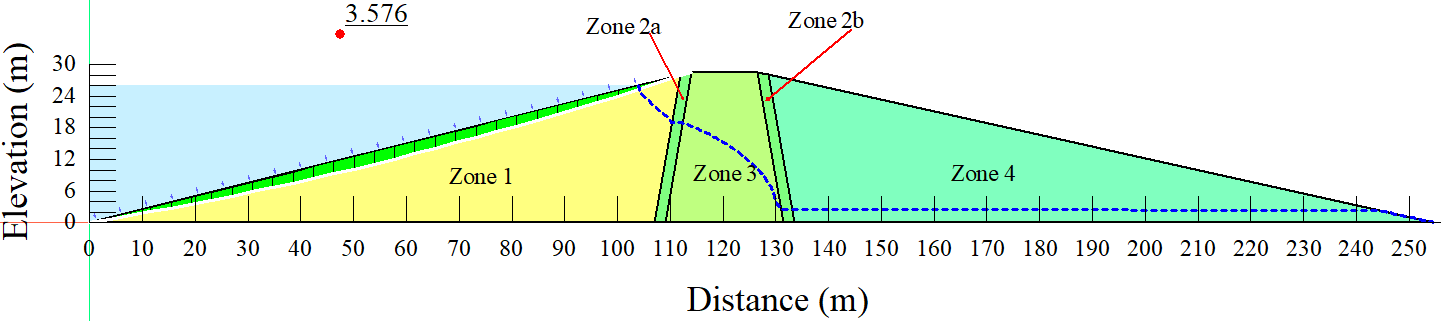 3.576
Zone 2a
Zone 2b
Elevation (m)
30
24
18
12
6
0
Zone 1
Zone 3
Zone 4
0 10 20 30 40 50 60 70 80 90 100 110 120 130 140 150 160 170 180 190 200 210 220 230 240 250
Distance (m)